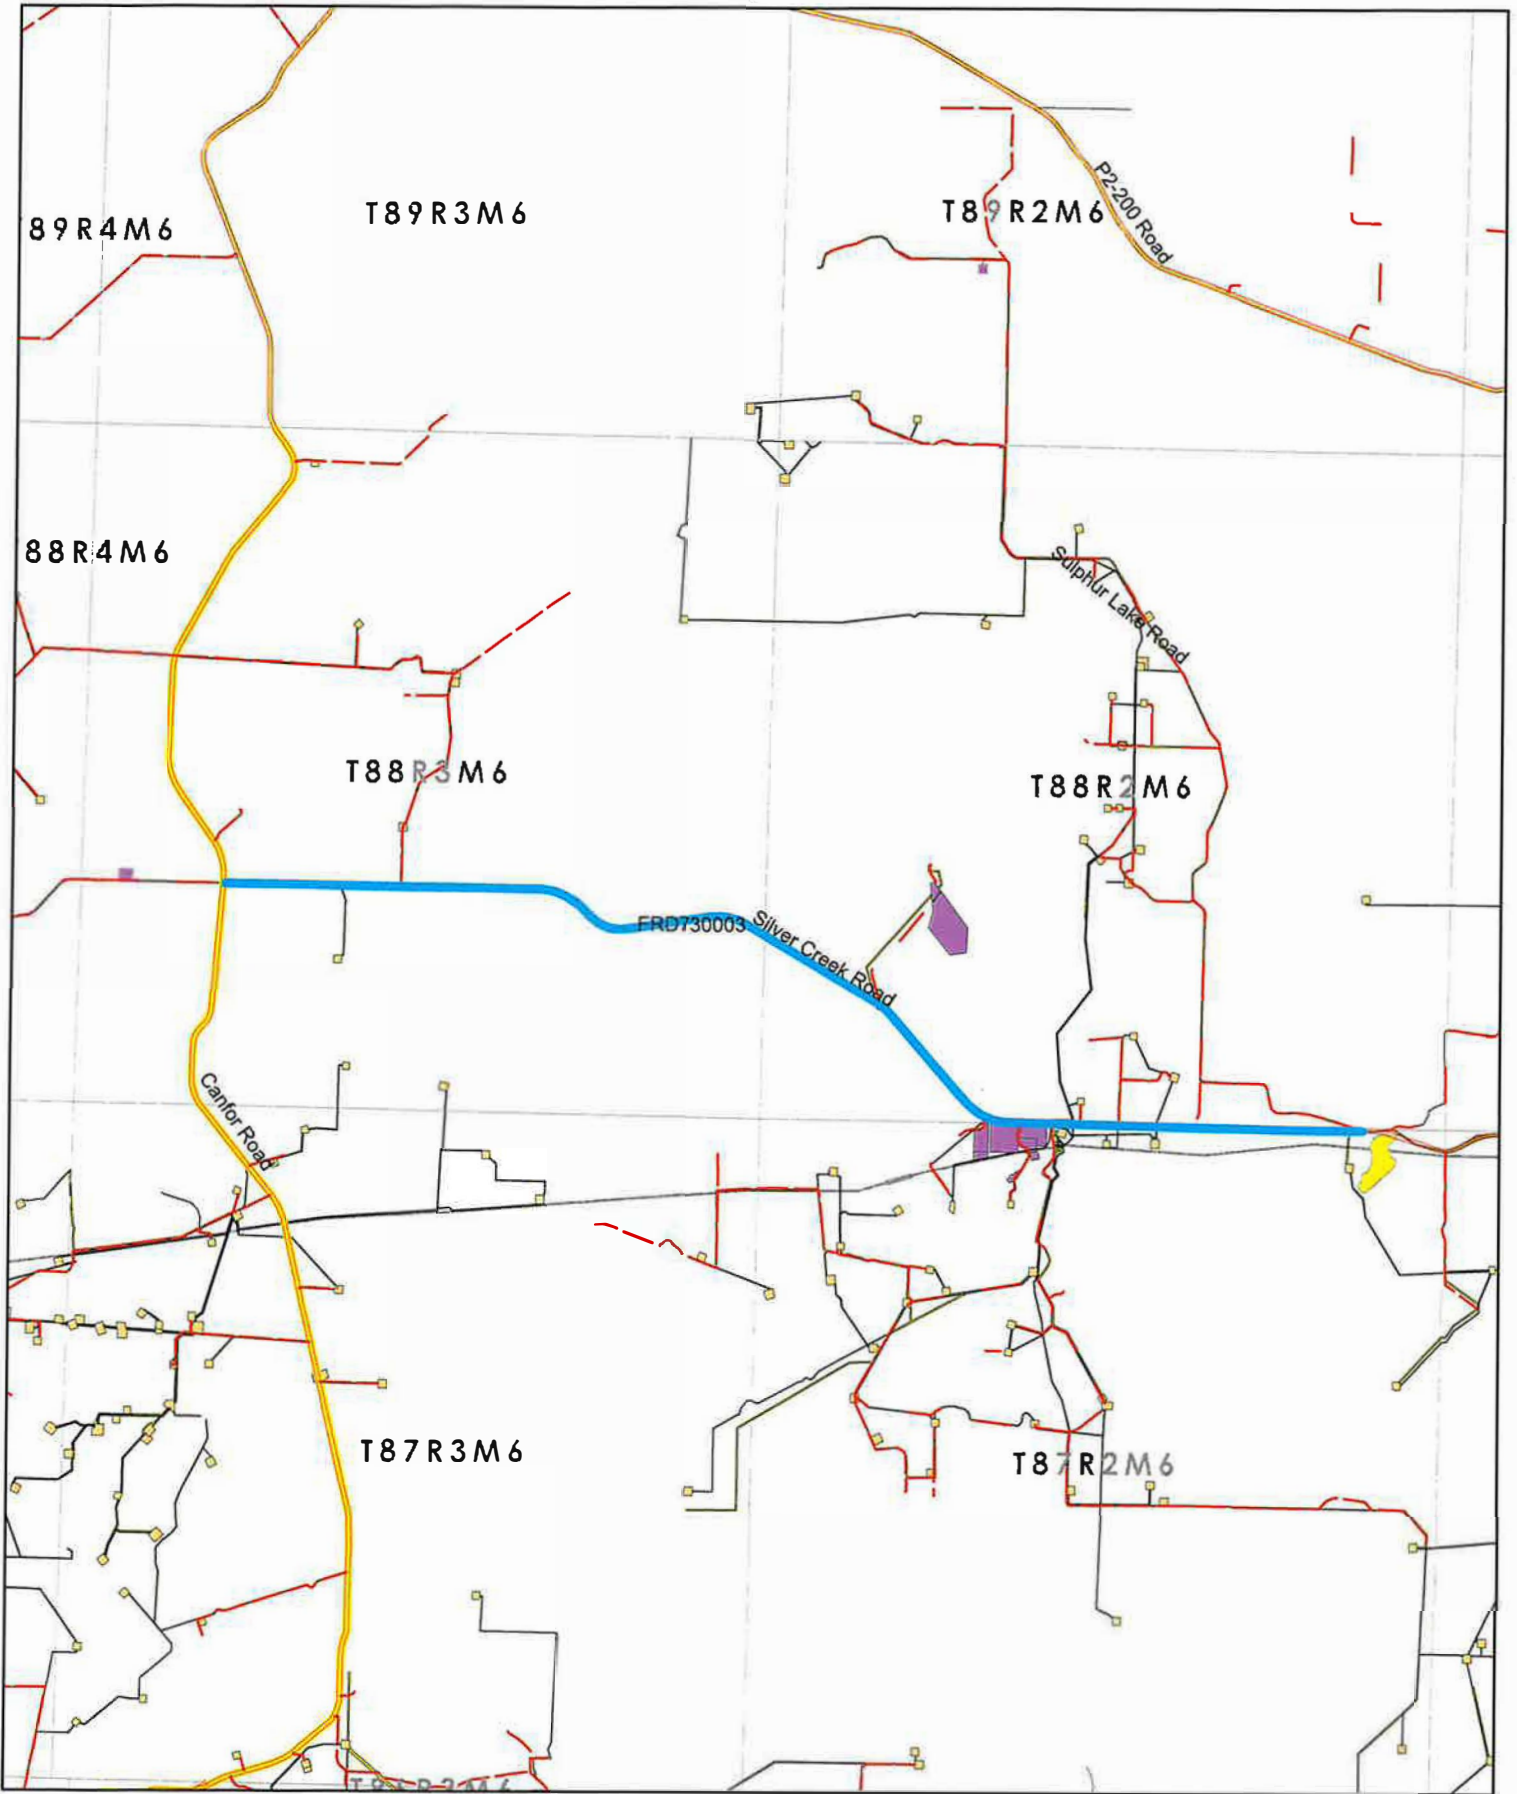 T89R3M6
T89R2M6
89R4M6
P2-200 Road
88R4M6
Sulphur Lake Road
T88R3M6
T88R2M6
FRD730003
Silver Creek Road
Canfor Road
T87R3M6
T87R2M6